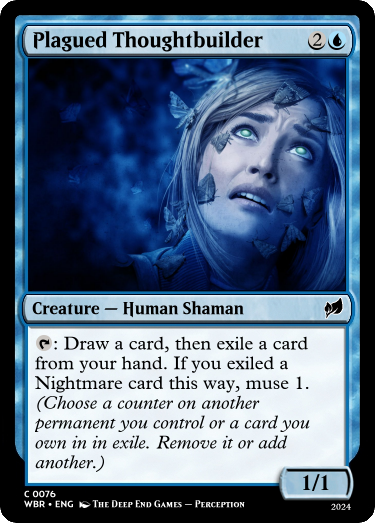 Plagued Thoughtbuilder 2
Creature — Human Shaman
: Draw a card, then exile a card
from your hand. If you exiled a
Nightmare card this way, muse 1.
(Choose a counter on another
permanent you control or a card you
own in in exile. Remove it or add
another.)
1/1
C 0076
WBR • ENG The Deep End Games — Perception
2024